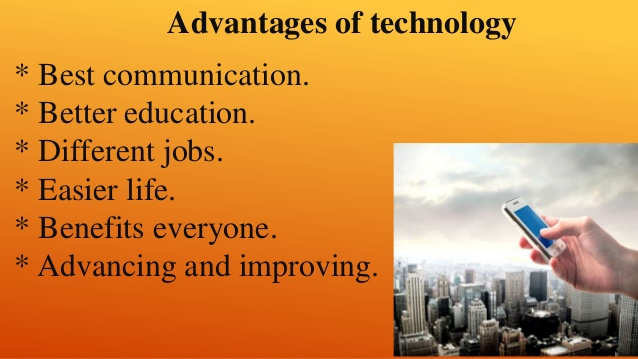 Advantages of technology
* Best communication.
* Better education.
* Different jobs.
* Easier life.
* Benefits everyone.
* Advancing and improving.